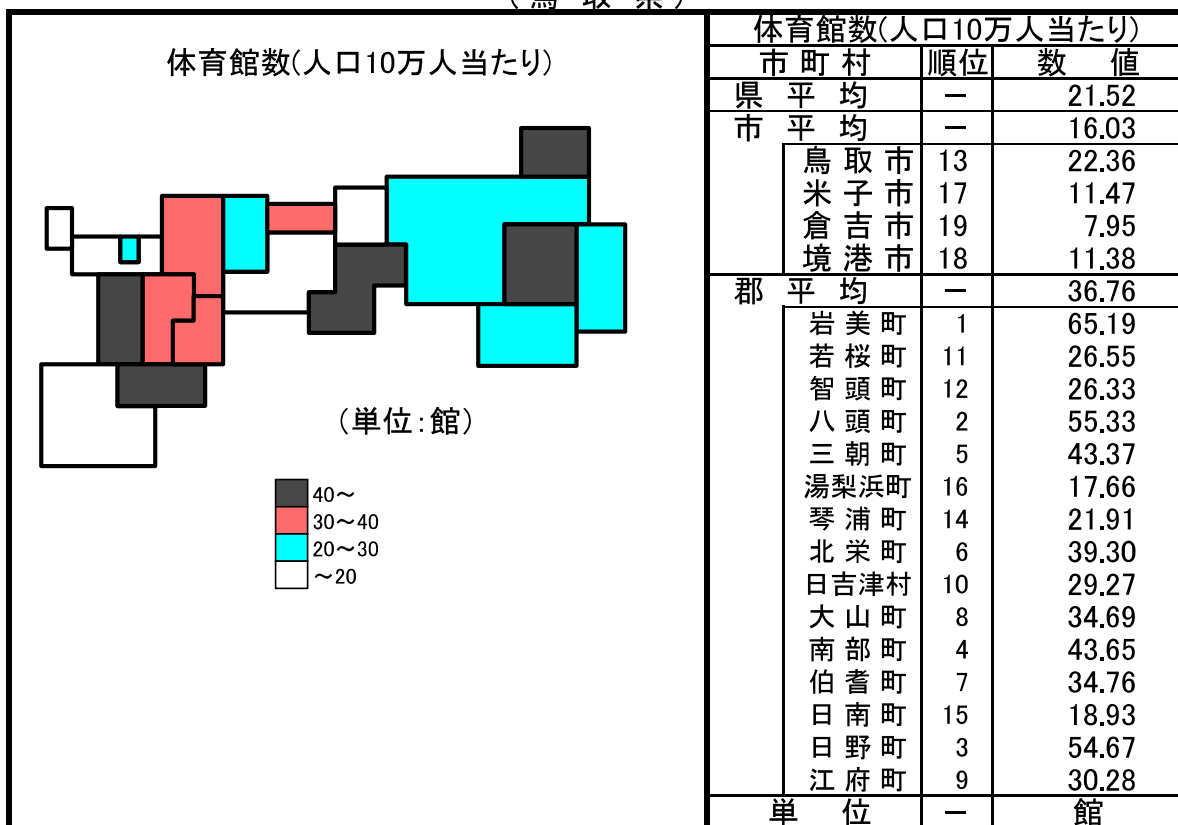 (鳥 取 県)
体育館数(人口10万人当たり)
(単位:館)
40～
30～40
20～30
～20
体育館数(人口10万人当たり)
市 町 村 順位 数 値
県 平 均 － 21.52
市 平 均 － 16.03
鳥 取 市 13 22.36
米 子 市 17 11.47
倉 吉 市 19 7.95
境 港 市 18 11.38
郡 平 均 － 36.76
岩 美 町 1 65.19
若 桜 町 11 26.55
智 頭 町 12 26.33
八 頭 町 2 55.33
三 朝 町 5 43.37
湯梨浜町 16 17.66
琴 浦 町 14 21.91
北 栄 町 6 39.30
日吉津村 10 29.27
大 山 町 8 34.69
南 部 町 4 43.65
伯 耆 町 7 34.76
日 南 町 15 18.93
日 野 町 3 54.67
江 府 町 9 30.28
単 位 － 館